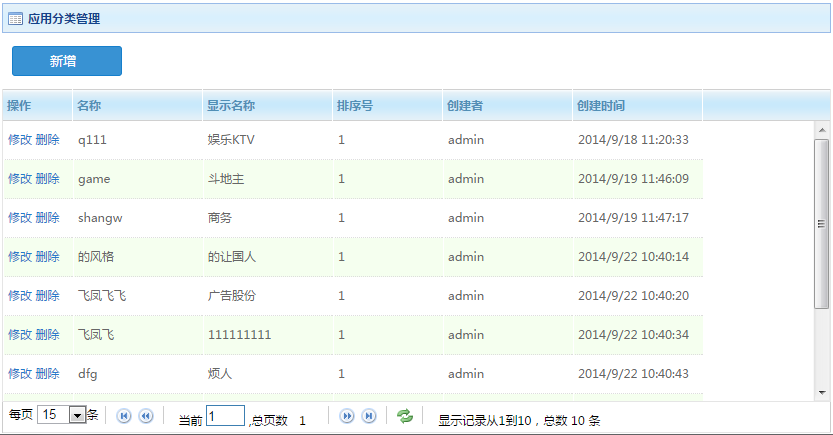 应用分类管理
新增
操作 名称 显示名称 排序号 创建者 创建时间
修改 删除 q111 娱乐KTV 1 admin 2014/9/18 11:20:33
修改 删除 game 斗地主 1 admin 2014/9/19 11:46:09
修改 删除 shangw 商务 1 admin 2014/9/19 11:47:17
修改 删除 的风格 的让国人 1 admin 2014/9/22 10:40:14
修改 删除 飞凤飞飞 广告股份 1 admin 2014/9/22 10:40:20
修改 删除 飞凤飞 111111111 1 admin 2014/9/22 10:40:34
修改 删除 dfg 烦人 1 admin 2014/9/22 10:40:43
每页 15 条 当前 1 ,总页数 1 显示记录从1到10，总数 10 条